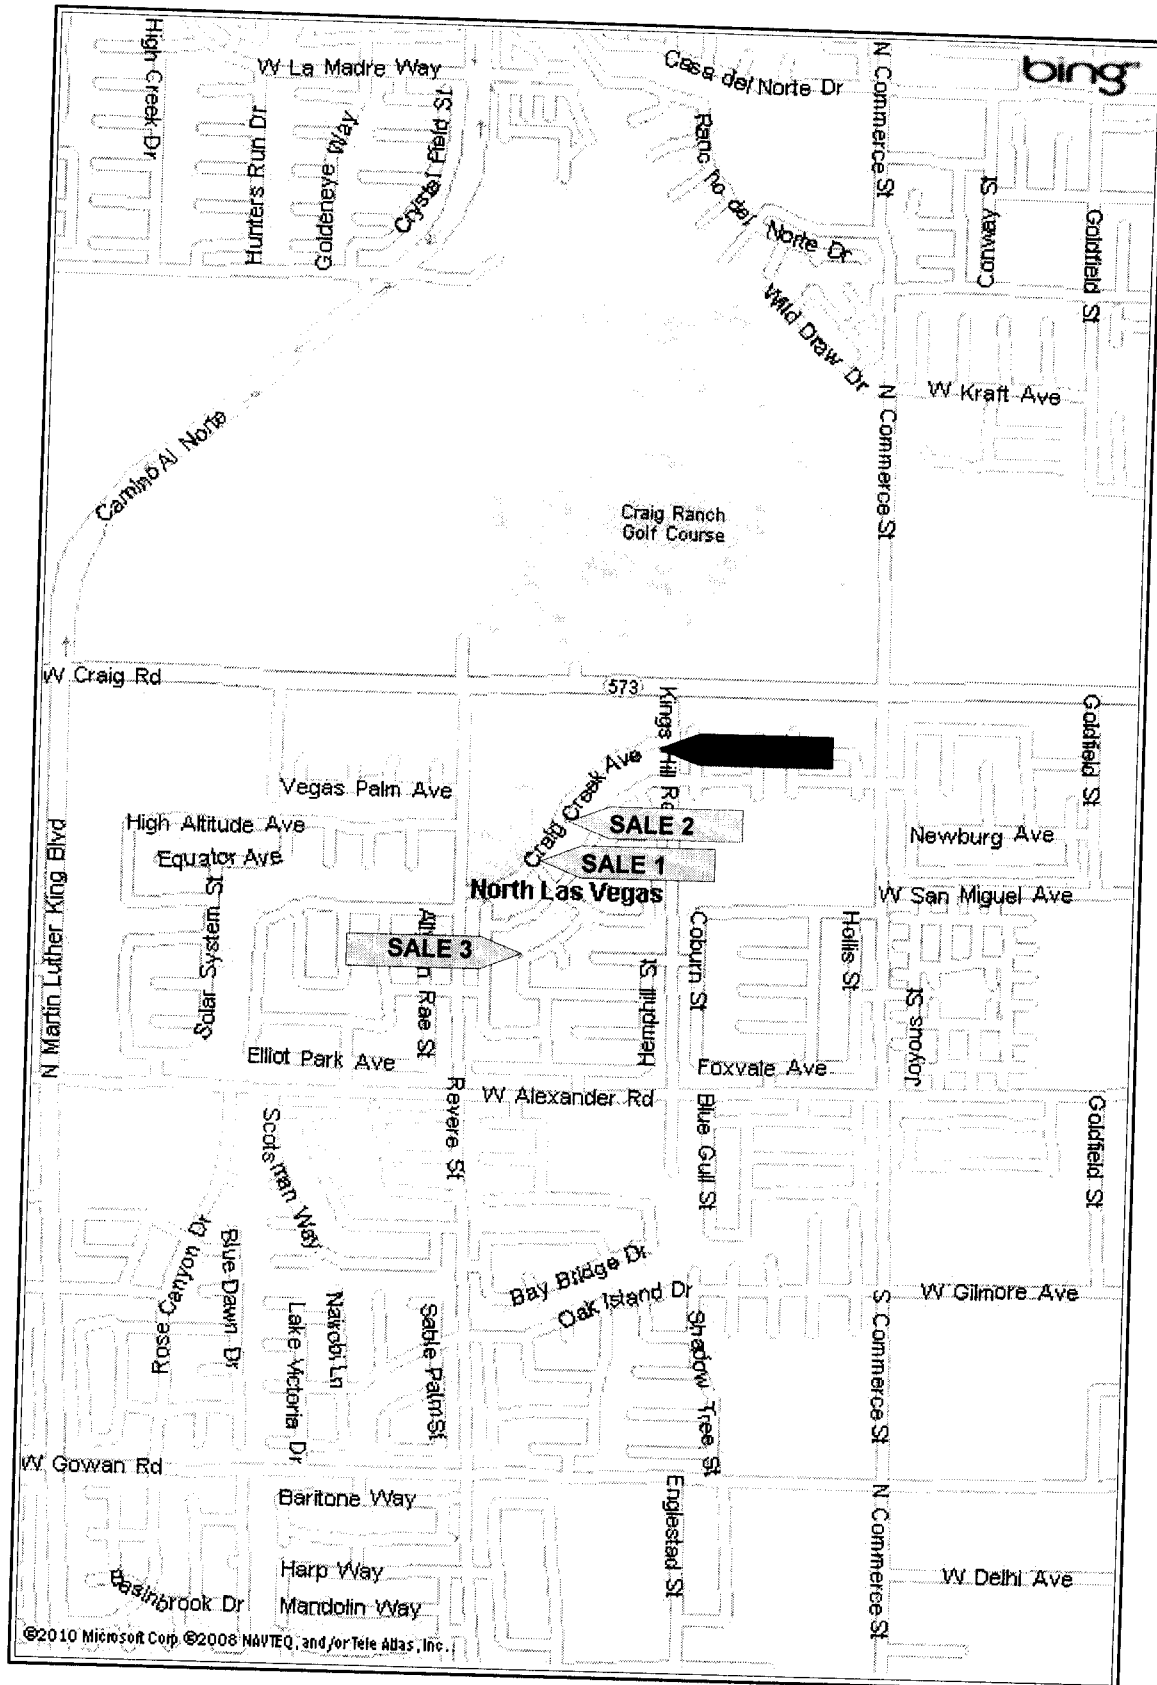 High Creek Dr
W La Madre Way
Hunters Run Dr
Goldeneye Way
Crystal Field St
Casa del Norte Dr
Rancho del Norte Dr
N Commerce St
bing
Conway St
Goldfield St
Wild Draw Dr
N Commerce St
W Kraft Ave
Camino Al Norte
Craig Ranch
Golf Course
W Craig Rd
573
Kings Hill Rd
Goldfield St
Craig Creek Ave
Vegas Palm Ave
High Altitude Ave
Equator Ave
SALE 2
SALE 1
North Las Vegas
Newburg Ave
W San Miguel Ave
N Martin Luther King Blvd
Solar System St
SALE 3
Rae St
Coburn St
Hollis St
Hemphill St
Joyous St
Elliot Park Ave
Foxvale Ave
W Alexander Rd
Revere St
Scotsman Way
Blue Gull St
Goldfield St
Rose Canyon Dr
Blue Dawn Dr
Bay Bridge Dr
Oak Island Dr
W Gilmore Ave
Lake Victoria Dr
Nairobi Ln
Sable Palm St
Shadow Tree St
S Commerce St
W Gowan Rd
Baritone Way
Englestad St
N Commerce St
Harp Way
Basinbrook Dr
Mandolin Way
W Delhi Ave
©2010 Microsoft Corp ©2008 NAVTEQ, and/or Tele Atlas, Inc.